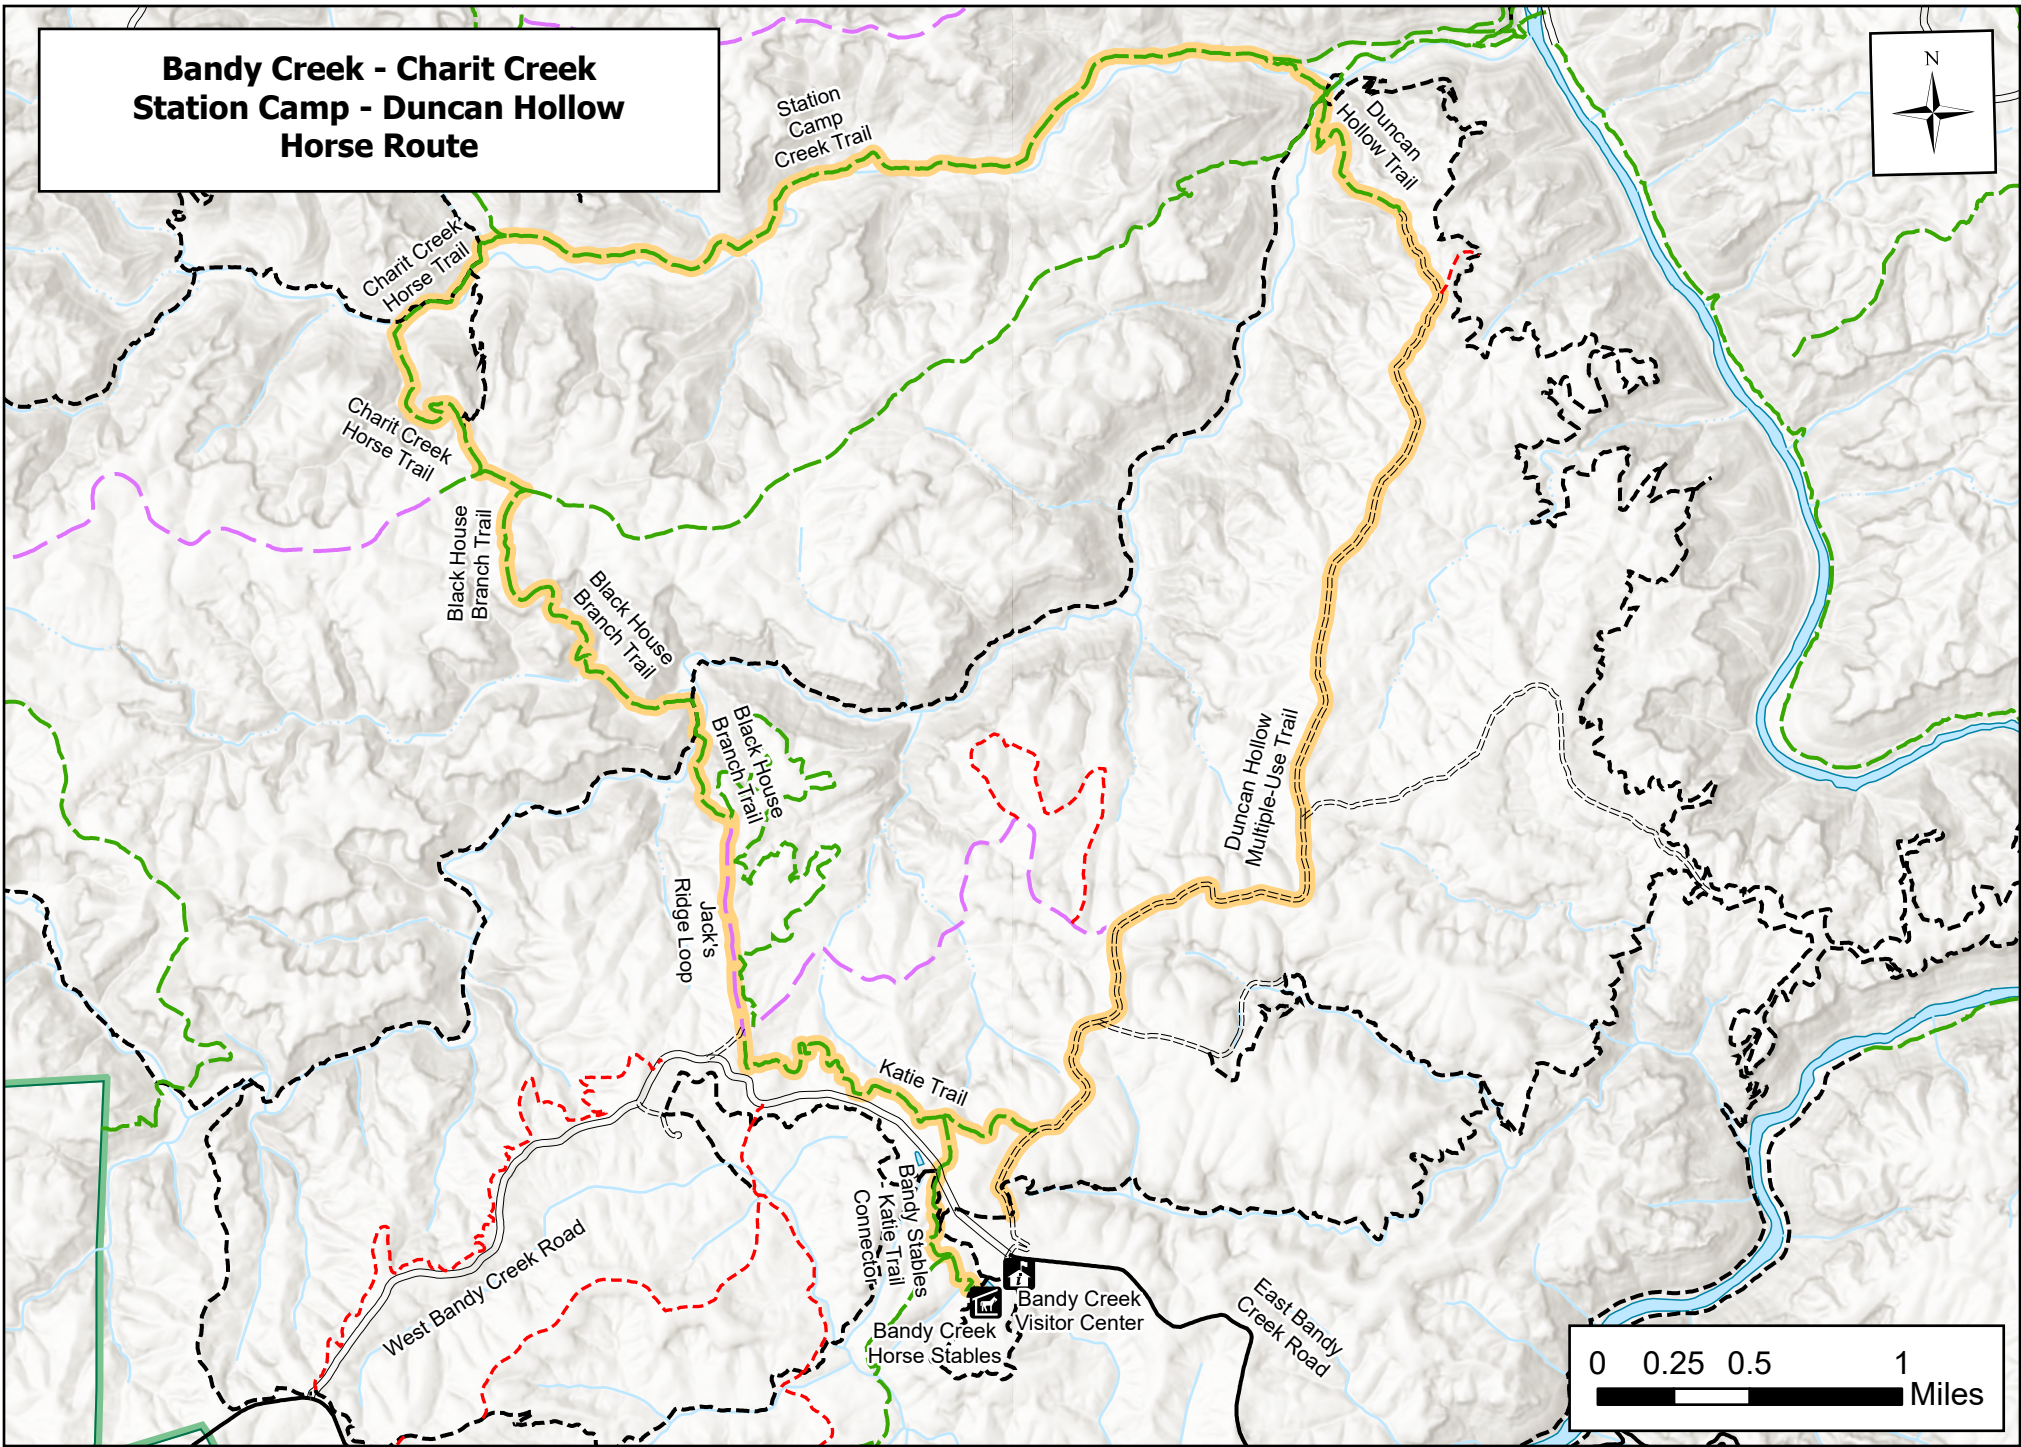 Bandy Creek - Charit Creek
Station Camp - Duncan Hollow
Horse Route
N
Station
Camp
Creek Trail
Duncan
Hollow Trail
Charit Creek
Horse Trail
Charit Creek
Horse Trail
Black House
Branch Trail
Black House
Branch Trail
Black House
Branch Trail
Duncan Hollow
Multiple-Use Trail
Jack's
Ridge Loop
Katie Trail
Bandy Stables
- Katie Trail
Connector
West Bandy Creek Road
i
Bandy Creek
Visitor Center
Bandy Creek
Horse Stables
East Bandy
Creek Road
0 0.25 0.5 1
Miles